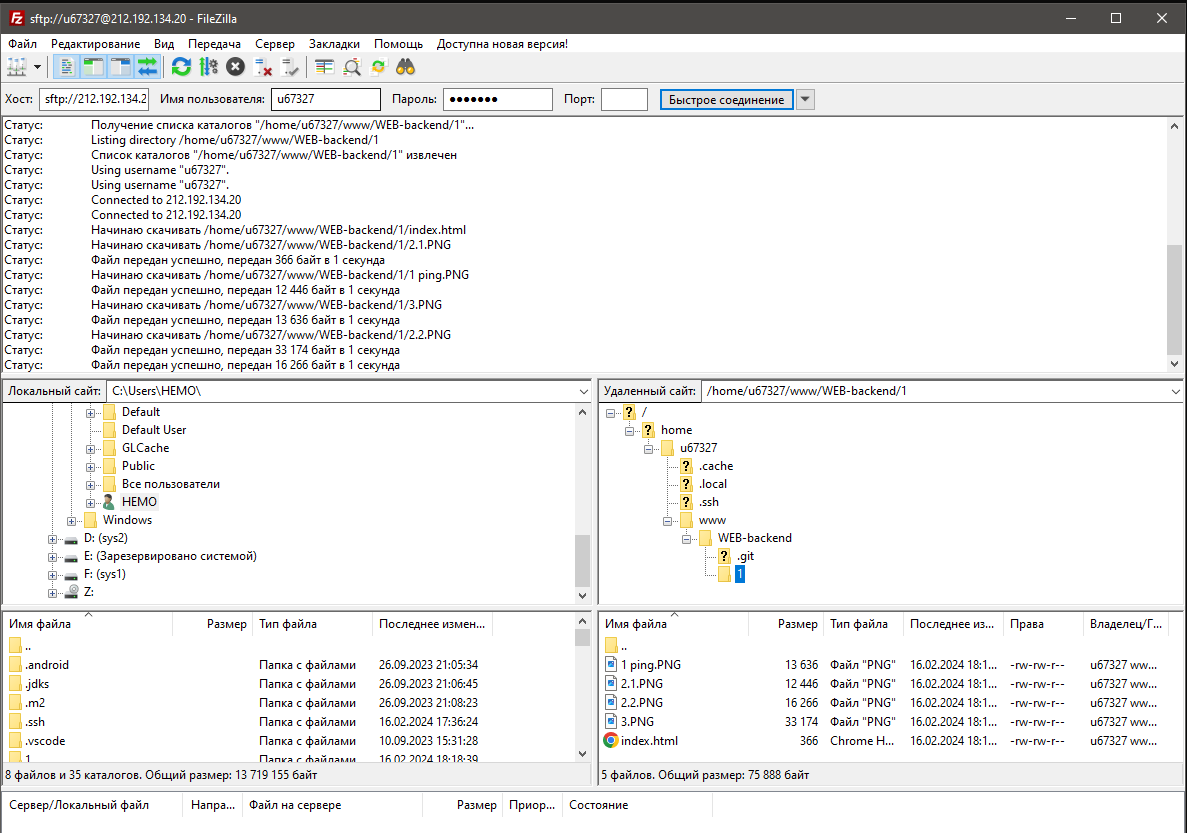 sftp://u67327@212.192.134.20 - FileZilla
Файл Редактирование Вид Передача Сервер Закладки Помощь Доступна новая версия!
Хост: sftp://212.192.134.2 Имя пользователя: u67327 Пароль: ●●●●●●● Порт: Быстрое соединение
Статус: Получение списка каталогов "/home/u67327/www/WEB-backend/1"...
Статус: Listing directory /home/u67327/www/WEB-backend/1
Статус: Список каталогов "/home/u67327/www/WEB-backend/1" извлечен
Статус: Using username "u67327".
Статус: Using username "u67327".
Статус: Connected to 212.192.134.20
Статус: Connected to 212.192.134.20
Статус: Начинаю скачивать /home/u67327/www/WEB-backend/1/index.html
Статус: Начинаю скачивать /home/u67327/www/WEB-backend/1/2.1.PNG
Статус: Файл передан успешно, передан 366 байт в 1 секунда
Статус: Начинаю скачивать /home/u67327/www/WEB-backend/1/1 ping.PNG
Статус: Файл передан успешно, передан 12 446 байт в 1 секунда
Статус: Начинаю скачивать /home/u67327/www/WEB-backend/1/3.PNG
Статус: Файл передан успешно, передан 13 636 байт в 1 секунда
Статус: Начинаю скачивать /home/u67327/www/WEB-backend/1/2.2.PNG
Статус: Файл передан успешно, передан 33 174 байт в 1 секунда
Статус: Файл передан успешно, передан 16 266 байт в 1 секунда
Локальный сайт: C:\Users\HEMO\
Default
Default User
GLCache
Public
Все пользователи
HEMO
Windows
D: (sys2)
E: (Зарезервировано системой)
F: (sys1)
Z:
Удаленный сайт: /home/u67327/www/WEB-backend/1
/
home
u67327
.cache
.local
.ssh
www
WEB-backend
.git
1
Имя файла Размер Тип файла Последнее измен...
..
.android Папка с файлами 26.09.2023 21:05:34
.jdks Папка с файлами 26.09.2023 21:06:45
.m2 Папка с файлами 26.09.2023 21:08:23
.ssh Папка с файлами 16.02.2024 17:36:24
.vscode Папка с файлами 10.09.2023 15:31:28
1 Папка с файлами 16.02.2024 18:18:39
8 файлов и 35 каталогов. Общий размер: 13 719 155 байт
Имя файла Размер Тип файла Последнее из... Права Владелец/Г...
..
1 ping.PNG 13 636 Файл "PNG" 16.02.2024 18:1... -rw-rw-r-- u67327 ww...
2.1.PNG 12 446 Файл "PNG" 16.02.2024 18:1... -rw-rw-r-- u67327 ww...
2.2.PNG 16 266 Файл "PNG" 16.02.2024 18:1... -rw-rw-r-- u67327 ww...
3.PNG 33 174 Файл "PNG" 16.02.2024 18:1... -rw-rw-r-- u67327 ww...
index.html 366 Chrome H... 16.02.2024 18:1... -rw-rw-r-- u67327 ww...
5 файлов. Общий размер: 75 888 байт
Сервер/Локальный файл Напра... Файл на сервере Размер Приор... Состояние